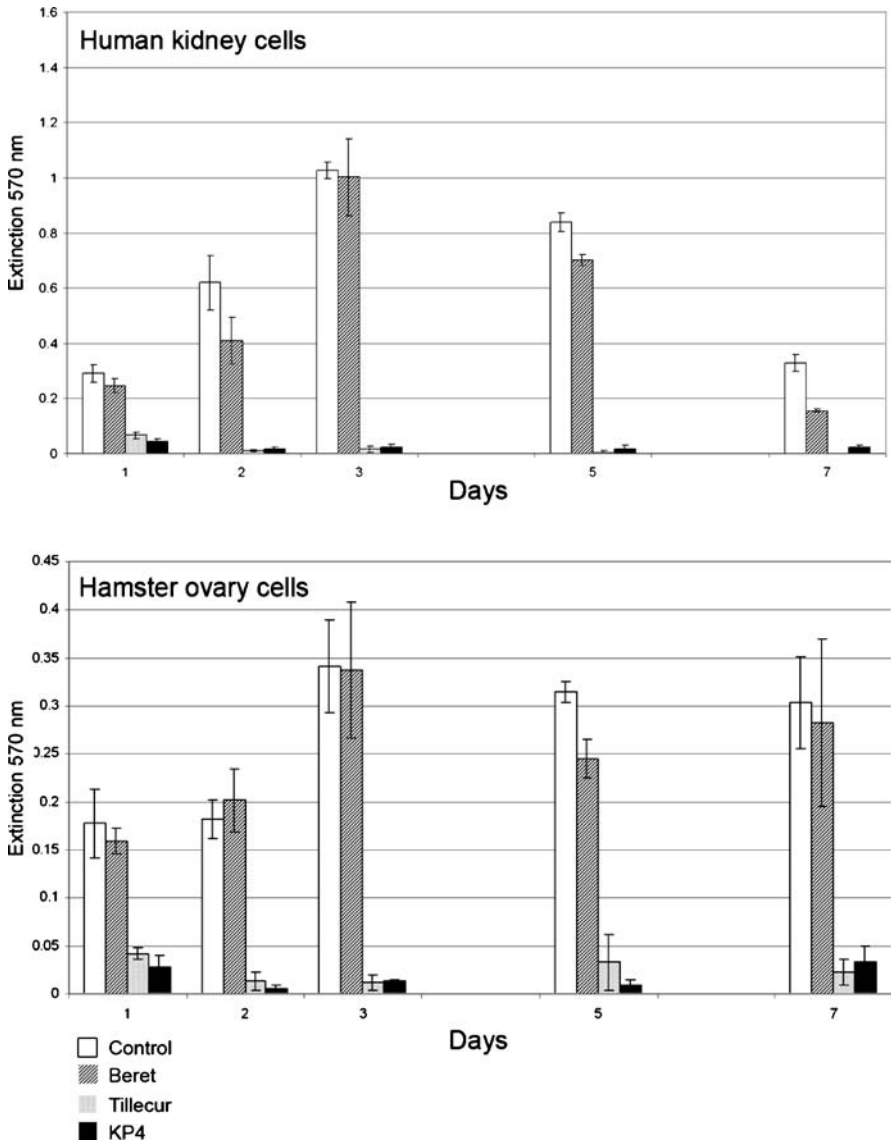 1.6
Human kidney cells
1.4
1.2
1
0.8
0.6
0.4
0.2
0
Extinction 570 nm
1 2 3 5 7
Days
0.45
Hamster ovary cells
0.4
0.35
0.3
0.25
0.2
0.15
0.1
0.05
0
Extinction 570 nm
1 2 3 5 7
Days
Control
Beret
Tillecur
KP4